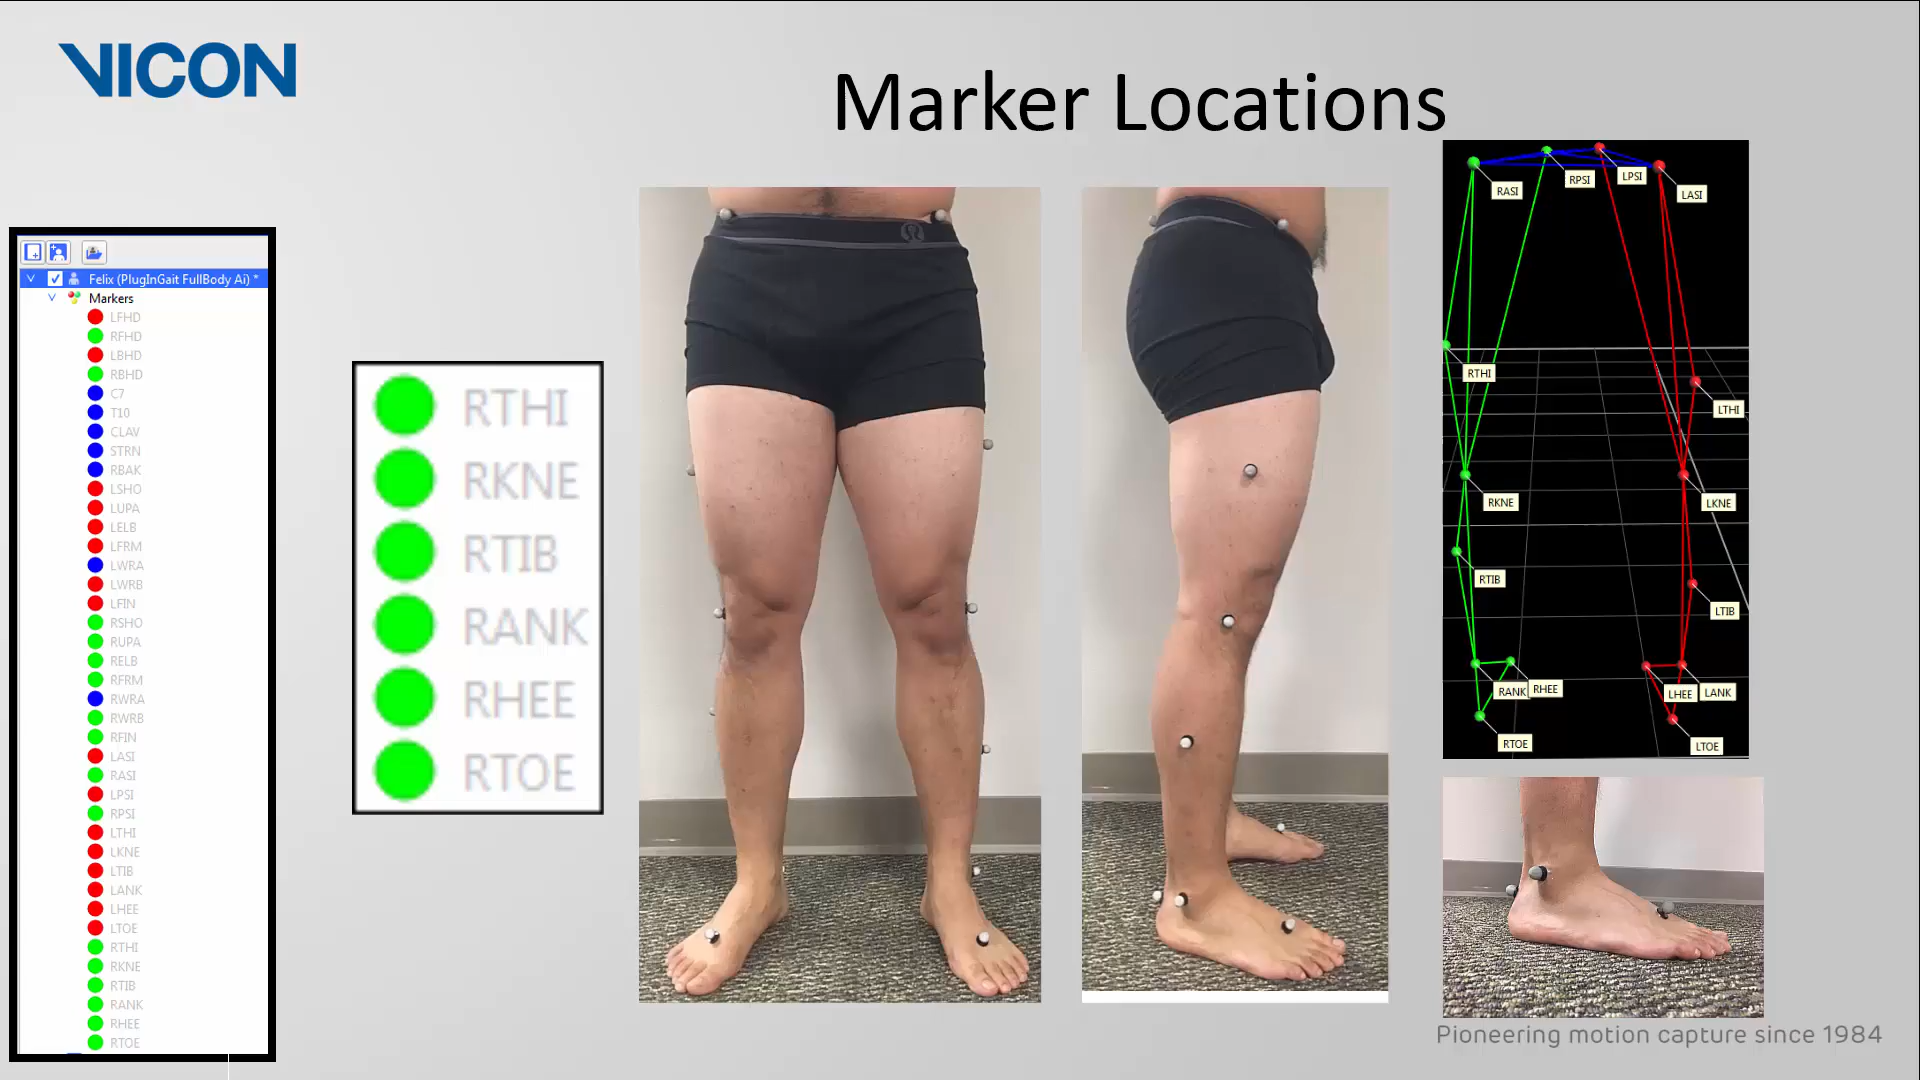 VICON
Marker Locations
Felix (PlugInGait FullBody Ai) *
Markers
LFHD
RFHD
LBHD
RBHD
C7
T10
CLAV
STRN
RBAK
LSHO
LUPA
LELB
LFRM
LWRA
LWRB
LFIN
RSHO
RUPA
RELB
RFRM
RWRA
RWRB
RFIN
LASI
RASI
LPSI
RPSI
LTHI
LKNE
LTIB
LANK
LHEE
LTOE
RTHI
RKNE
RTIB
RANK
RHEE
RTOE
RTHI
RKNE
RTIB
RANK
RHEE
RTOE
RASI
RPSI
LPSI
LASI
RTHI
LTHI
RKNE
LKNE
RTIB
LTIB
RANK
RHEE
LHEE
LANK
RTOE
LTOE
Pioneering motion capture since 1984